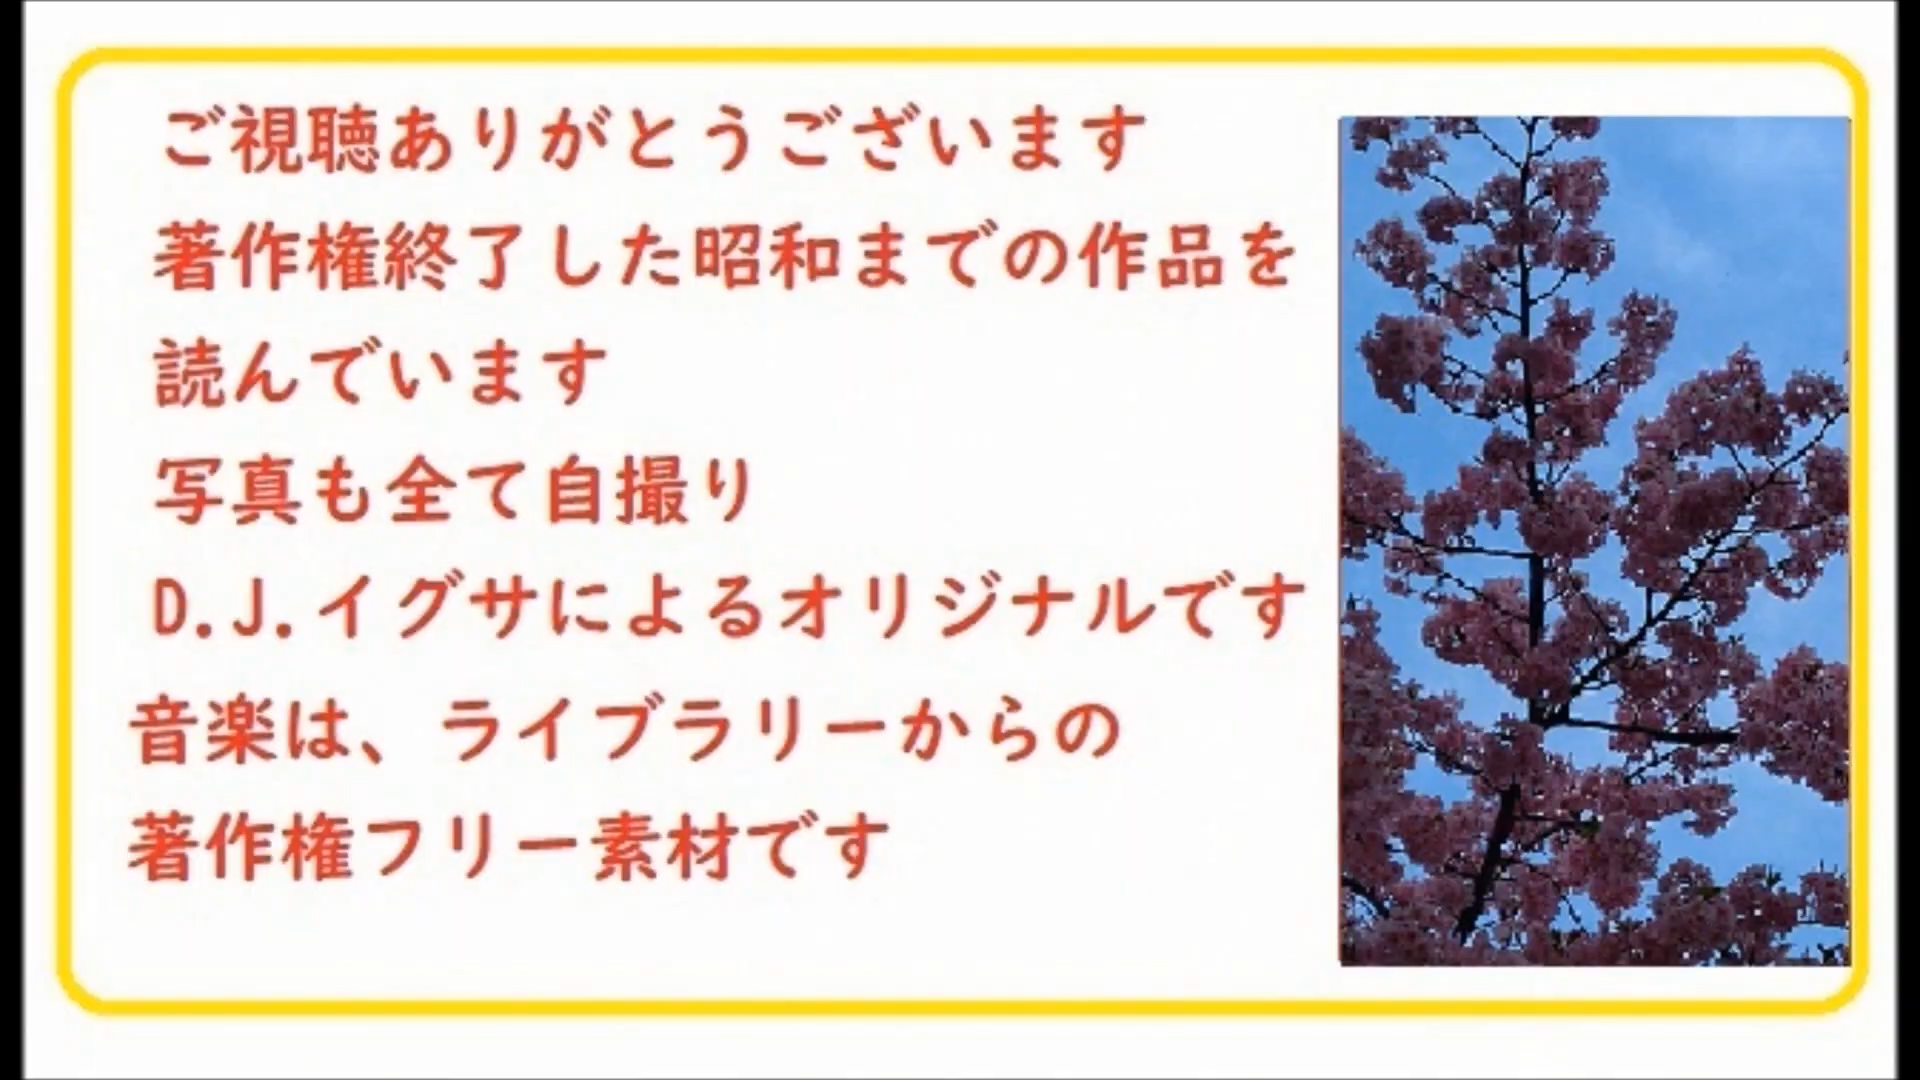 ご視聴ありがとうございます
著作権終了した昭和までの作品を
読んでいます
写真も全て自撮り
D.J.イグサによるオリジナルです
音楽は、ライブラリーからの
著作権フリー素材です